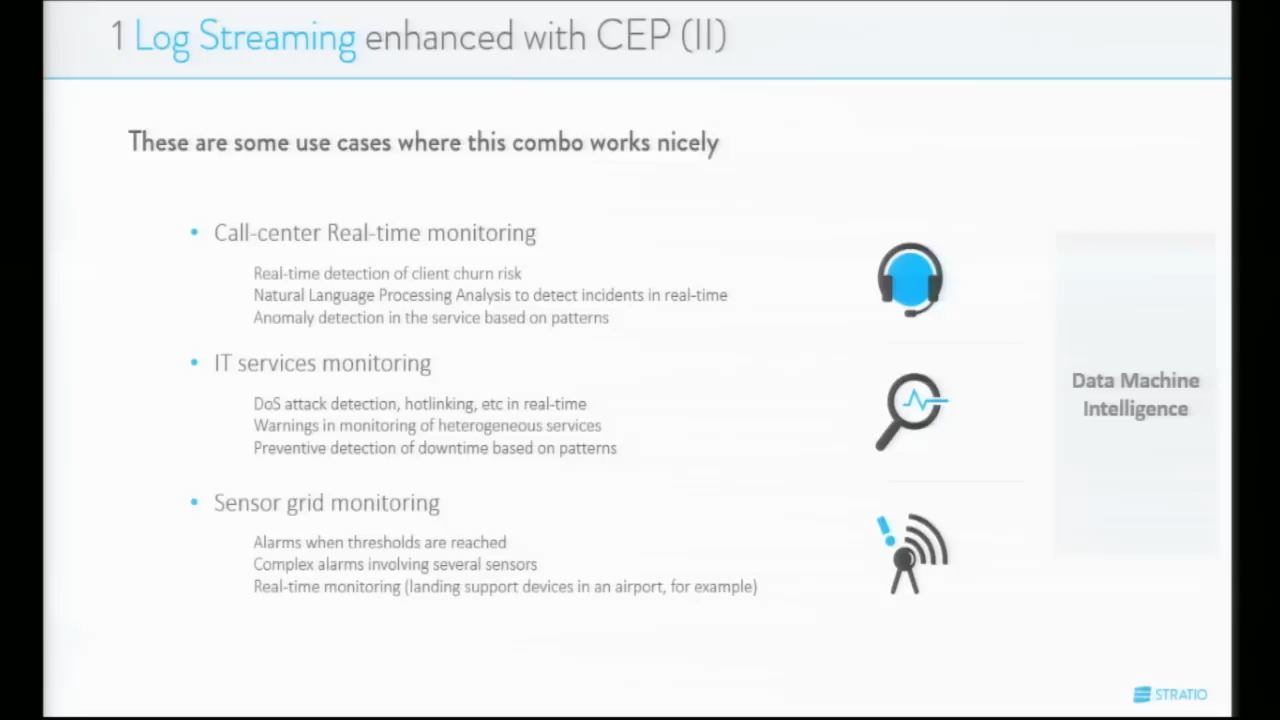 1 Log Streaming enhanced with CEP (II)
These are some use cases where this combo works nicely
• Call-center Real-time monitoring
Real-time detection of client churn risk
Natural Language Processing Analysis to detect incidents in real-time
Anomaly detection in the service based on patterns
• IT services monitoring
DoS attack detection, hotlinking, etc in real-time
Warnings in monitoring of heterogeneous services
Preventive detection of downtime based on patterns
• Sensor grid monitoring
Alarms when thresholds are reached
Complex alarms involving several sensors
Real-time monitoring (landing support devices in an airport, for example)
Data Machine
Intelligence
STRATIO